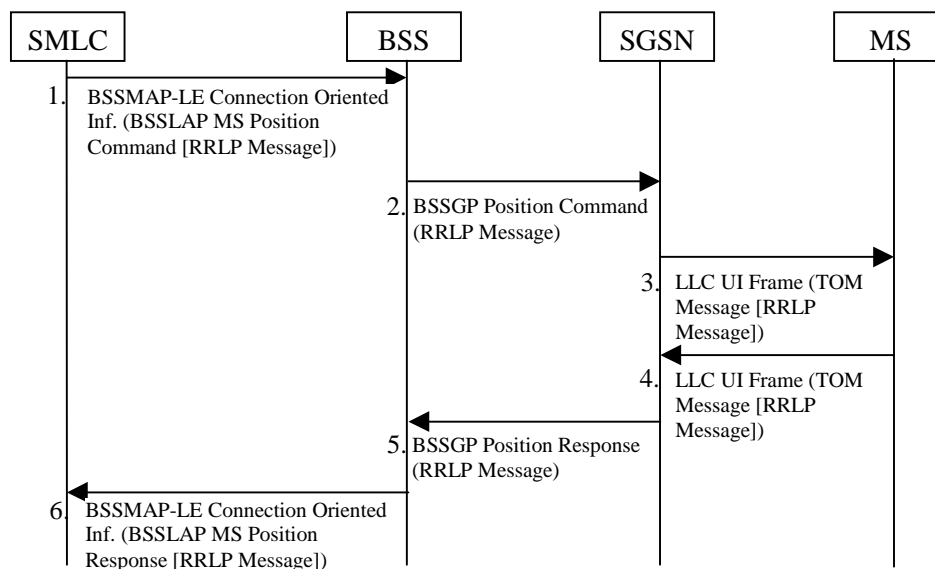 SMLC BSS SGSN MS
1. BSSMAP-LE Connection Oriented
Inf. (BSSLAP MS Position
Command [RRLP Message])
2. BSSGP Position Command
(RRLP Message)
3. LLC UI Frame (TOM
Message [RRLP
Message])
4. LLC UI Frame (TOM
Message [RRLP
Message])
5. BSSGP Position Response
(RRLP Message)
6. BSSMAP-LE Connection Oriented
Inf. (BSSLAP MS Position
Response [RRLP Message])